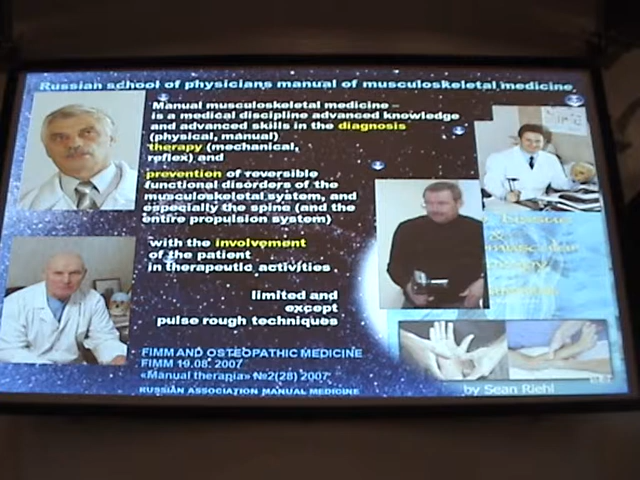 Russian school of physicians manual of musculoskeletal medicine
Manual musculoskeletal medicine –
is a medical discipline advanced knowledge
and advanced skills in the diagnosis
(physical, manual)
therapy (mechanical,
reflex) and
prevention of reversible
functional disorders of the
musculoskeletal system, and
especially the spine (and the
entire propulsion system)
with the involvement
of the patient
in therapeutic activities
limited and
except
pulse rough techniques
FIMM AND OSTEOPATHIC MEDICINE
FIMM 19.08. 2007
«Manual therapia» №2(28) 2007
RUSSIAN ASSOCIATION MANUAL MEDICINE
Tissue
&
by Sean Riehl